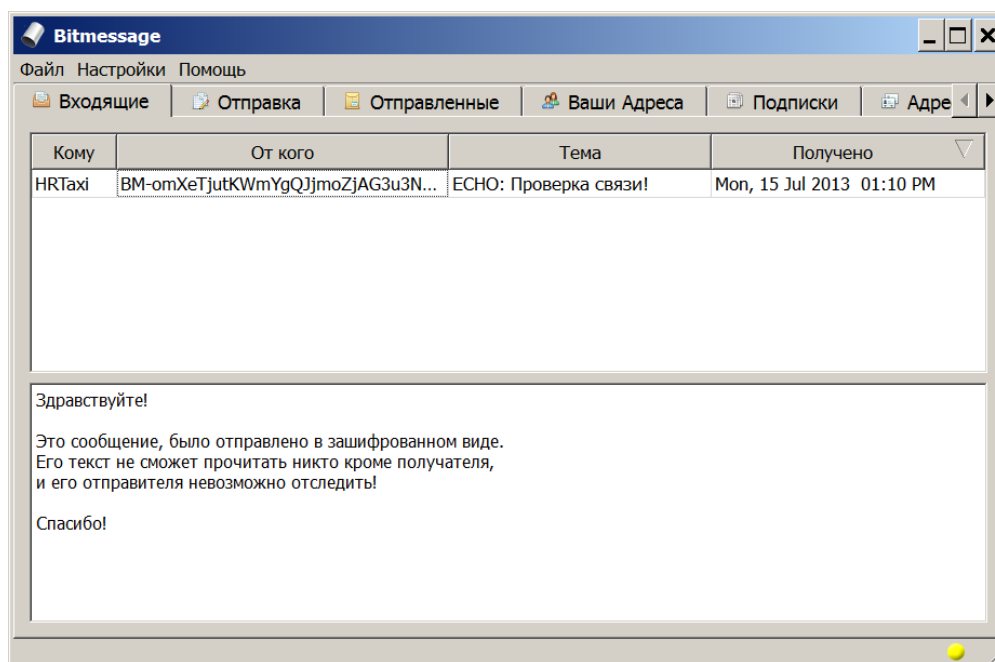 Bitmessage
Файл Настройки Помощь
Входящие Отправка Отправленные Ваши Адреса Подписки Адре
Кому От кого Тема Получено
HRTaxi BM-omXeTjutKWmYgQJjmoZjAG3u3N... ECHO: Проверка связи! Mon, 15 Jul 2013 01:10 PM
Здравствуйте!
Это сообщение, было отправлено в зашифрованном виде.
Его текст не сможет прочитать никто кроме получателя,
и его отправителя невозможно отследить!
Спасибо!